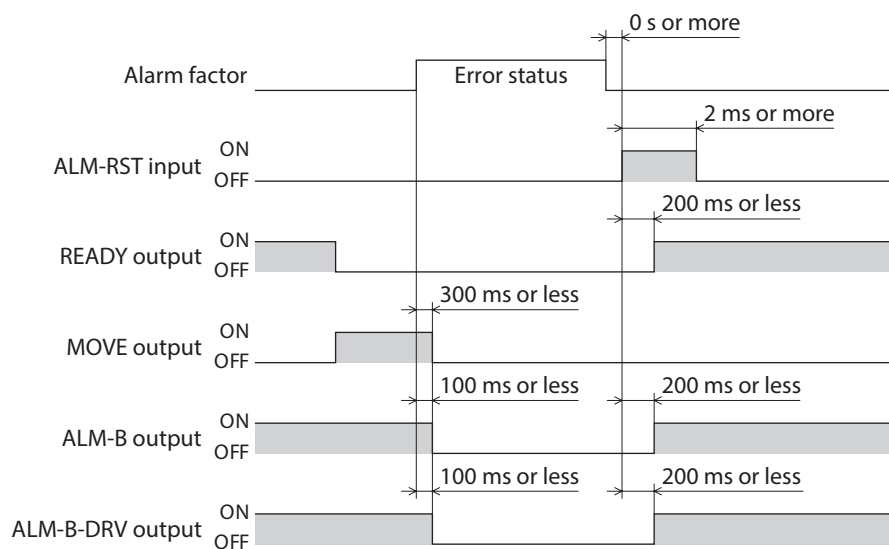 0 s or more
Alarm factor
Error status
2 ms or more
ALM-RST input
ON
OFF
200 ms or less
READY output
ON
OFF
300 ms or less
MOVE output
ON
OFF
100 ms or less
200 ms or less
ALM-B output
ON
OFF
100 ms or less
200 ms or less
ALM-B-DRV output
ON
OFF